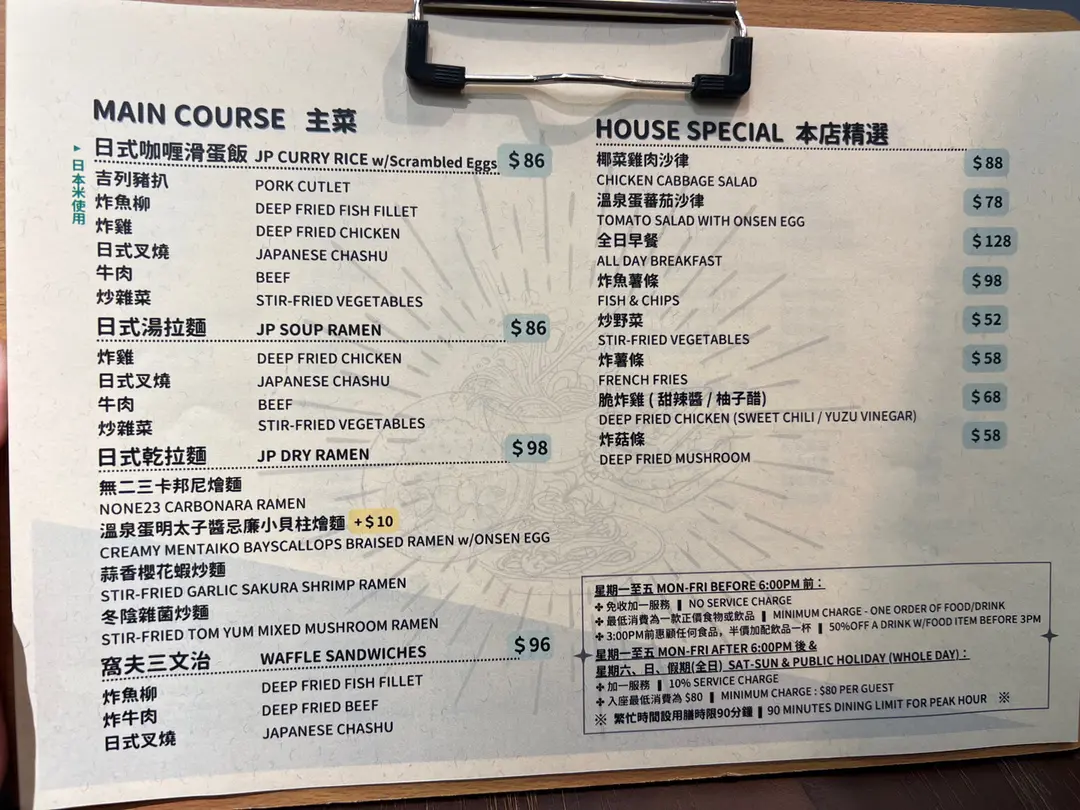 MAIN COURSE 主菜
▸日本米使用
日式咖喱滑蛋飯 JP CURRY RICE w/Scrambled Eggs $86
吉列豬扒 PORK CUTLET
炸魚柳 DEEP FRIED FISH FILLET
炸雞 DEEP FRIED CHICKEN
日式叉燒 JAPANESE CHASHU
牛肉 BEEF
炒雜菜 STIR-FRIED VEGETABLES
日式湯拉麵 JP SOUP RAMEN $86
炸雞 DEEP FRIED CHICKEN
日式叉燒 JAPANESE CHASHU
牛肉 BEEF
炒雜菜 STIR-FRIED VEGETABLES
日式乾拉麵 JP DRY RAMEN $98
無二三卡邦尼燴麵
NONE23 CARBONARA RAMEN
溫泉蛋明太子醬忌廉小貝柱燴麵 +$10
CREAMY MENTAIKO BAYSCALLOPS BRAISED RAMEN w/ONSEN EGG
蒜香櫻花蝦炒麵
STIR-FRIED GARLIC SAKURA SHRIMP RAMEN
冬陰雜菌炒麵
STIR-FRIED TOM YUM MIXED MUSHROOM RAMEN
窩夫三文治 WAFFLE SANDWICHES $96
炸魚柳 DEEP FRIED FISH FILLET
炸牛肉 DEEP FRIED BEEF
日式叉燒 JAPANESE CHASHU
HOUSE SPECIAL 本店精選
椰菜雞肉沙律 $88
CHICKEN CABBAGE SALAD
溫泉蛋蕃茄沙律 $78
TOMATO SALAD WITH ONSEN EGG
全日早餐 $128
ALL DAY BREAKFAST
炸魚薯條 $98
FISH & CHIPS
炒野菜 $52
STIR-FRIED VEGETABLES
炸薯條 $58
FRENCH FRIES
脆炸雞 ( 甜辣醬 / 柚子醋) $68
DEEP FRIED CHICKEN (SWEET CHILI / YUZU VINEGAR)
炸菇條 $58
DEEP FRIED MUSHROOM
星期一至五 MON-FRI BEFORE 6:00PM 前：
✤ 免收加一服務 ❚ NO SERVICE CHARGE
✤ 最低消費為一款正價食物或飲品 ❚ MINIMUM CHARGE - ONE ORDER OF FOOD/DRINK
✤ 3:00PM前惠顧任何食品，半價加配飲品一杯 ❚ 50%OFF A DRINK W/FOOD ITEM BEFORE 3PM
星期一至五 MON-FRI AFTER 6:00PM 後 &
星期六、日、假期(全日) SAT-SUN & PUBLIC HOLIDAY (WHOLE DAY)：
✤ 加一服務 ❚ 10% SERVICE CHARGE
✤ 入座最低消費為 $80 ❚ MINIMUM CHARGE : $80 PER GUEST
※ 繁忙時間設用膳時限90分鐘 ❚ 90 MINUTES DINING LIMIT FOR PEAK HOUR ※